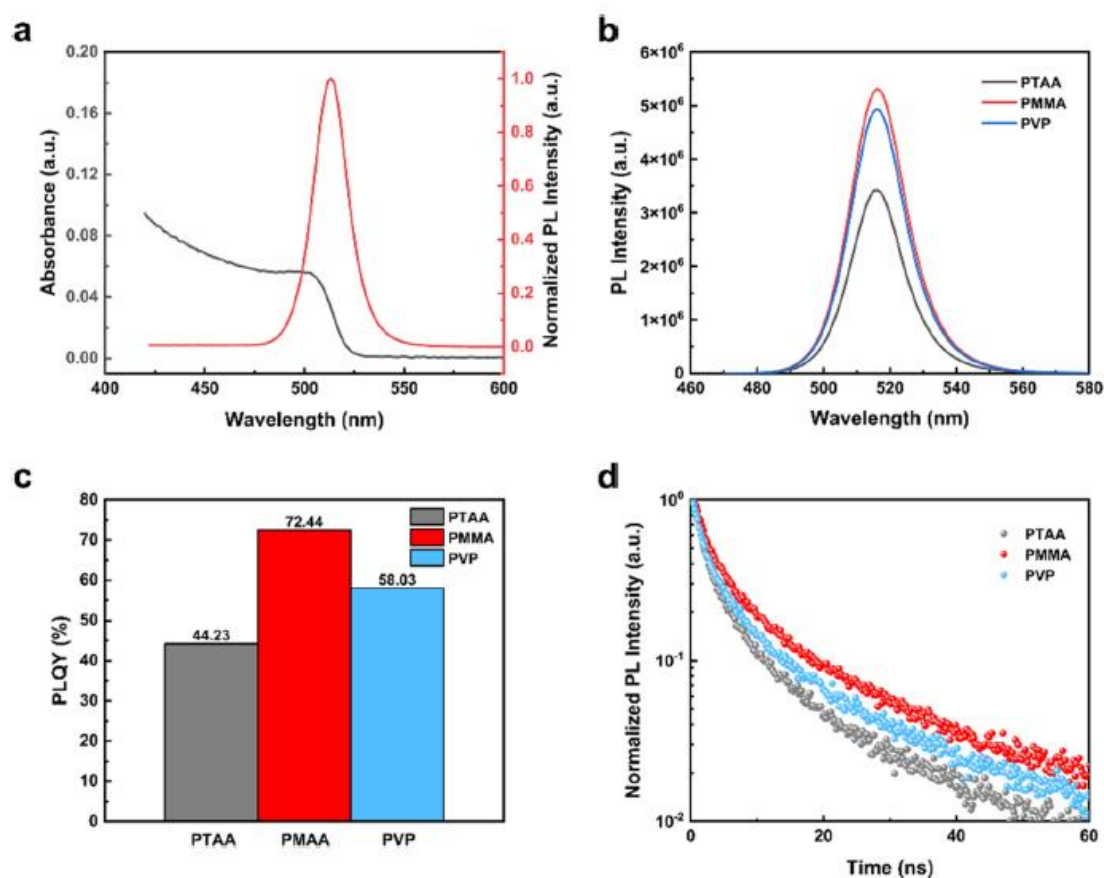 a
0.20
0.16
0.12
0.08
0.04
0.00
Absorbance (a.u.)
1.0
0.8
0.6
0.4
0.2
0.0
Normalized PL Intensity (a.u.)
400 450 500 550 600
Wavelength (nm)
b
6×10⁶
5×10⁶
4×10⁶
3×10⁶
2×10⁶
1×10⁶
0
PL Intensity (a.u.)
PTAA
PMMA
PVP
460 480 500 520 540 560 580
Wavelength (nm)
c
80
70
60
50
40
30
20
10
0
PLQY (%)
44.23
72.44
58.03
PTAA
PMMA
PVP
PTAA PMAA PVP
d
10⁰
10⁻¹
10⁻²
Normalized PL Intensity (a.u.)
PTAA
PMMA
PVP
0 20 40 60
Time (ns)